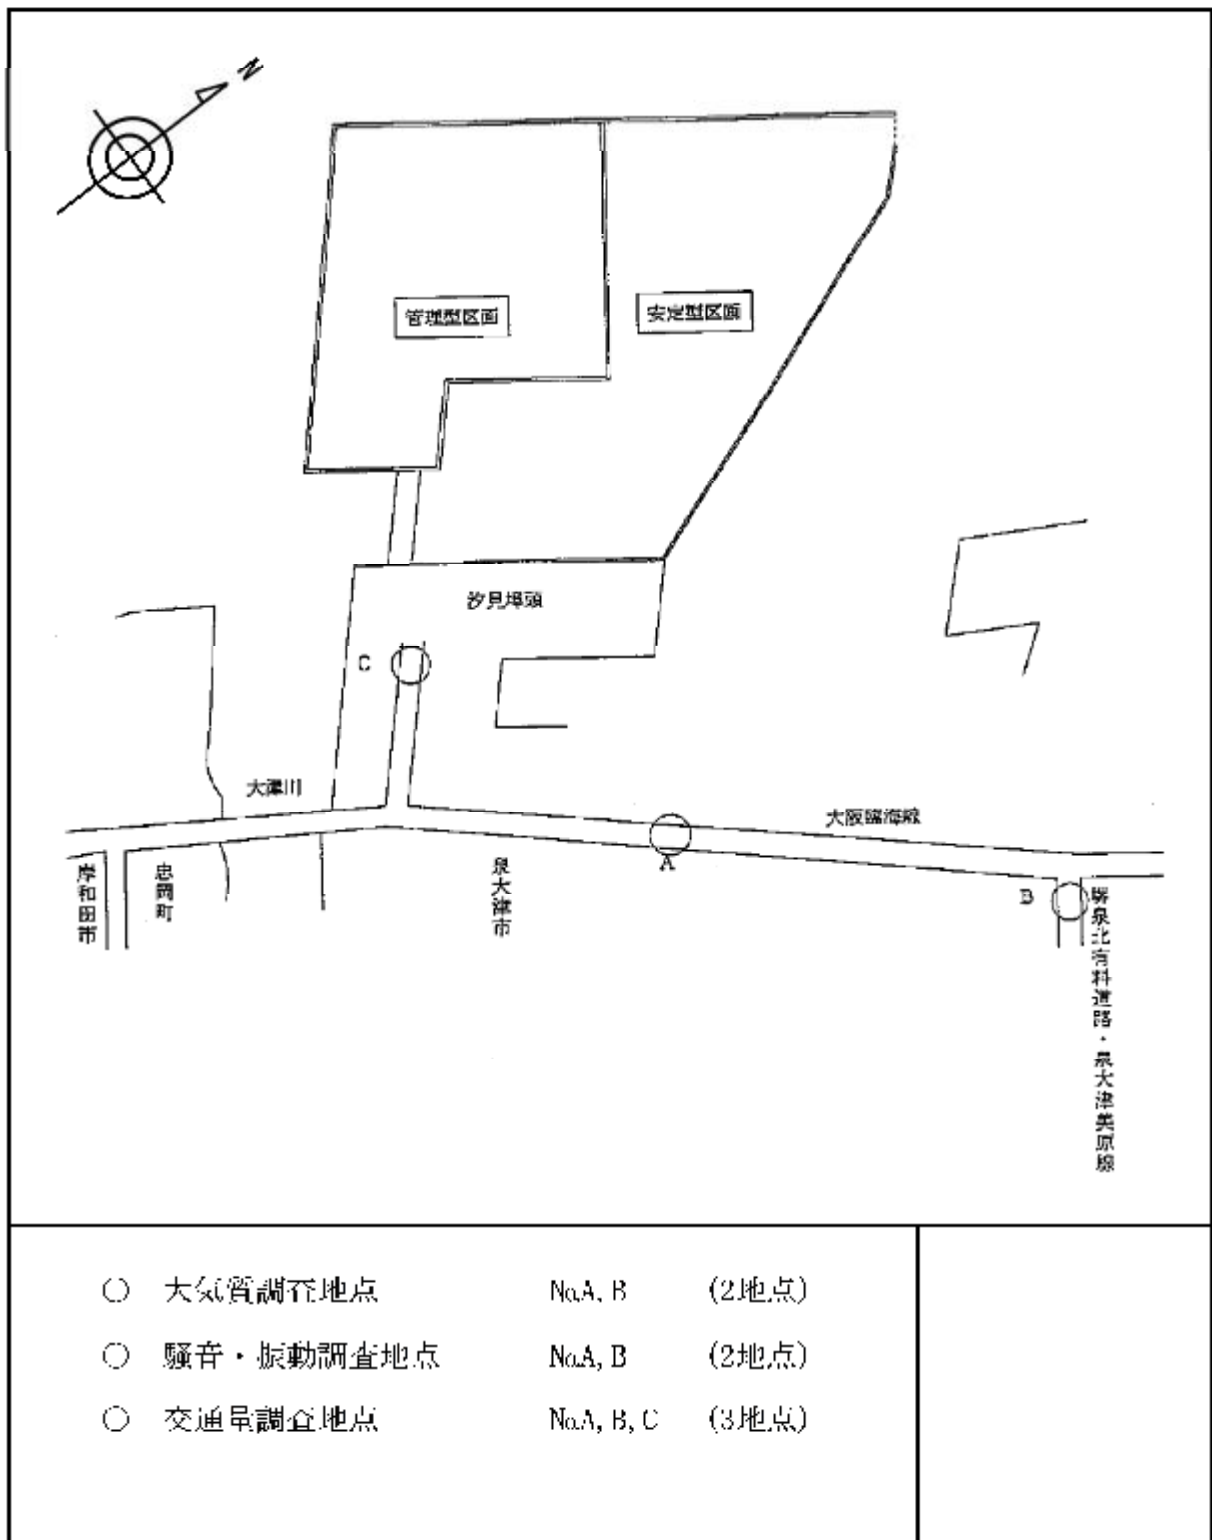 N
管理型区画
安定型区画
汐見埠頭
C
大津川
大阪臨海線
A
B
岸和田市
忠岡町
泉大津市
堺泉北有料道路・泉大津美原線
○ 大気質調査地点 No.A, B (2地点)
○ 騒音・振動調査地点 No.A, B (2地点)
○ 交通量調査地点 No.A, B, C (3地点)